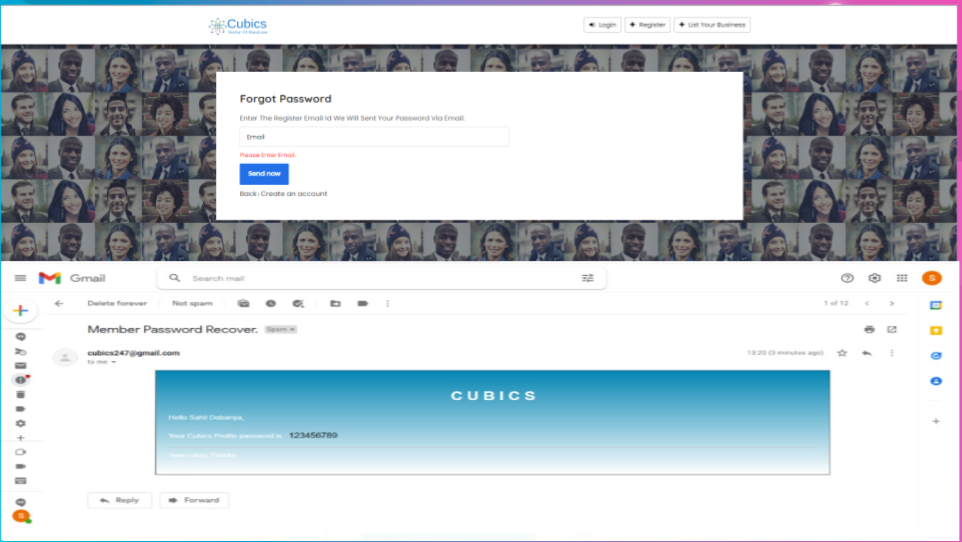 Cubics
Login
Register
List Your Business
Forgot Password
Enter The Register Email Id We Will Sent Your Password Via Email.
Email
Please Enter Email.
Send now
Back : Create an account
Gmail
Search mail
S
Delete forever
Not spam
1 of 12
Member Password Recover.
Spam
cubics247@gmail.com
to me
13:20 (3 minutes ago)
CUBICS
Hello Sahil Dobariya,
Your Cubics Profile password is : 123456789
Reply
Forward
S